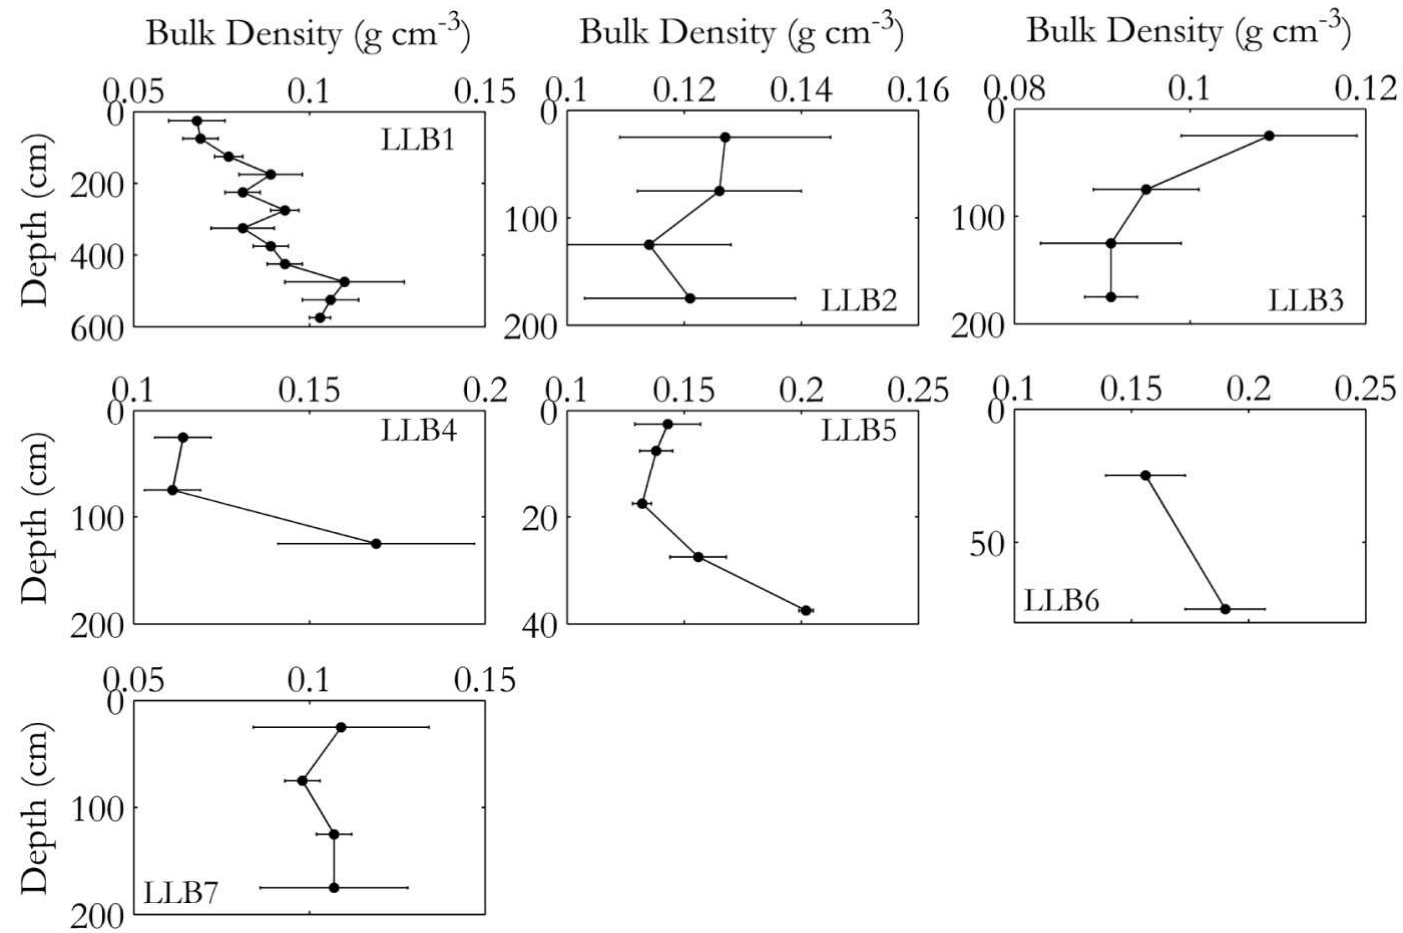 Bulk Density (g cm-3) Bulk Density (g cm-3) Bulk Density (g cm-3)
0.05 0.1 0.15 0.1 0.12 0.14 0.16 0.08 0.1 0.12
0 0 0
LLB1
Depth (cm)
200 100 100
400
LLB2 LLB3
600 200 200
0.1 0.15 0.2 0.1 0.15 0.2 0.25 0.1 0.15 0.2 0.25
0 0 0
LLB4 LLB5
Depth (cm)
100 20 50
LLB6
200 40
0.05 0.1 0.15
0
Depth (cm)
100
LLB7
200